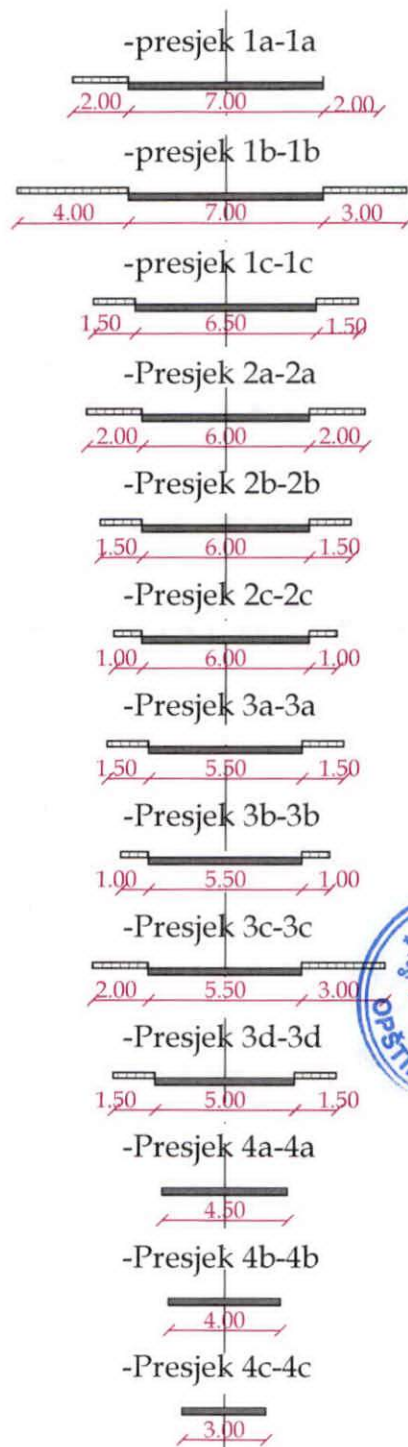 -presjek 1a-1a
2.00 7.00 2.00
-presjek 1b-1b
4.00 7.00 3.00
-presjek 1c-1c
1.50 6.50 1.50
-Presjek 2a-2a
2.00 6.00 2.00
-Presjek 2b-2b
1.50 6.00 1.50
-Presjek 2c-2c
1.00 6.00 1.00
-Presjek 3a-3a
1.50 5.50 1.50
-Presjek 3b-3b
1.00 5.50 1.00
-Presjek 3c-3c
2.00 5.50 3.00
-Presjek 3d-3d
1.50 5.00 1.50
-Presjek 4a-4a
4.50
-Presjek 4b-4b
4.00
-Presjek 4c-4c
3.00